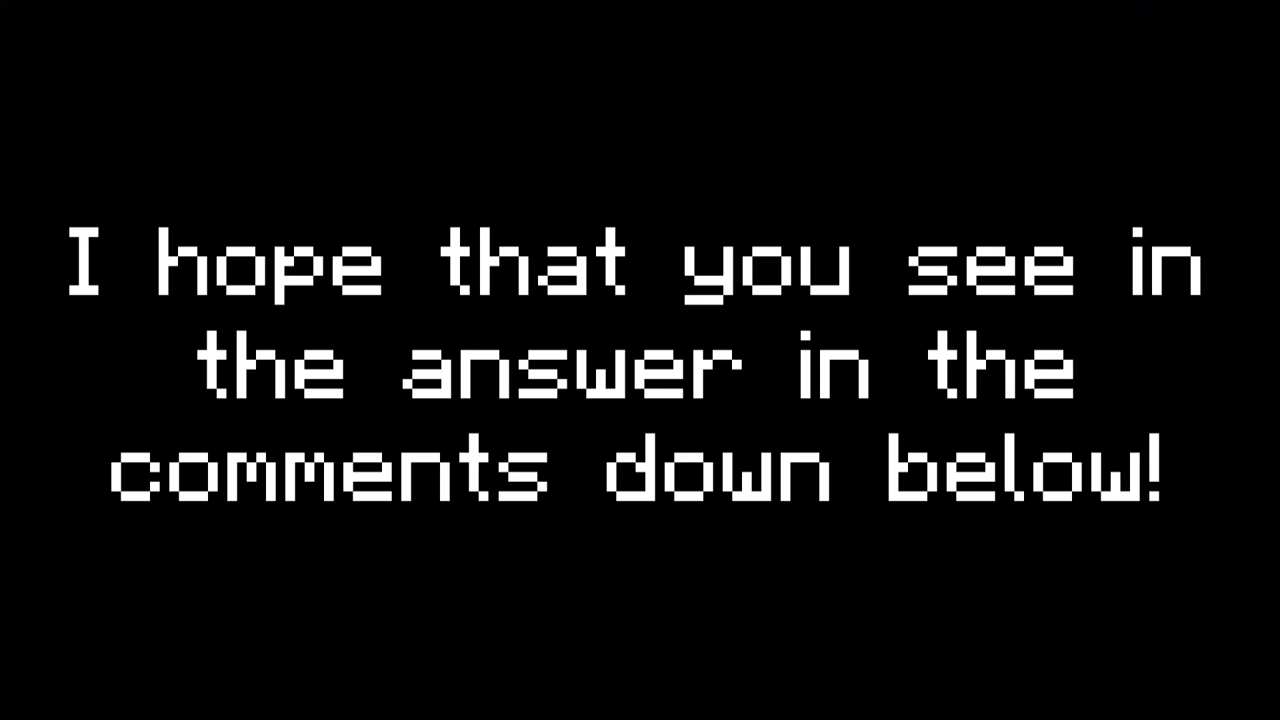 I hope that you see in
the answer in the
comments down below!